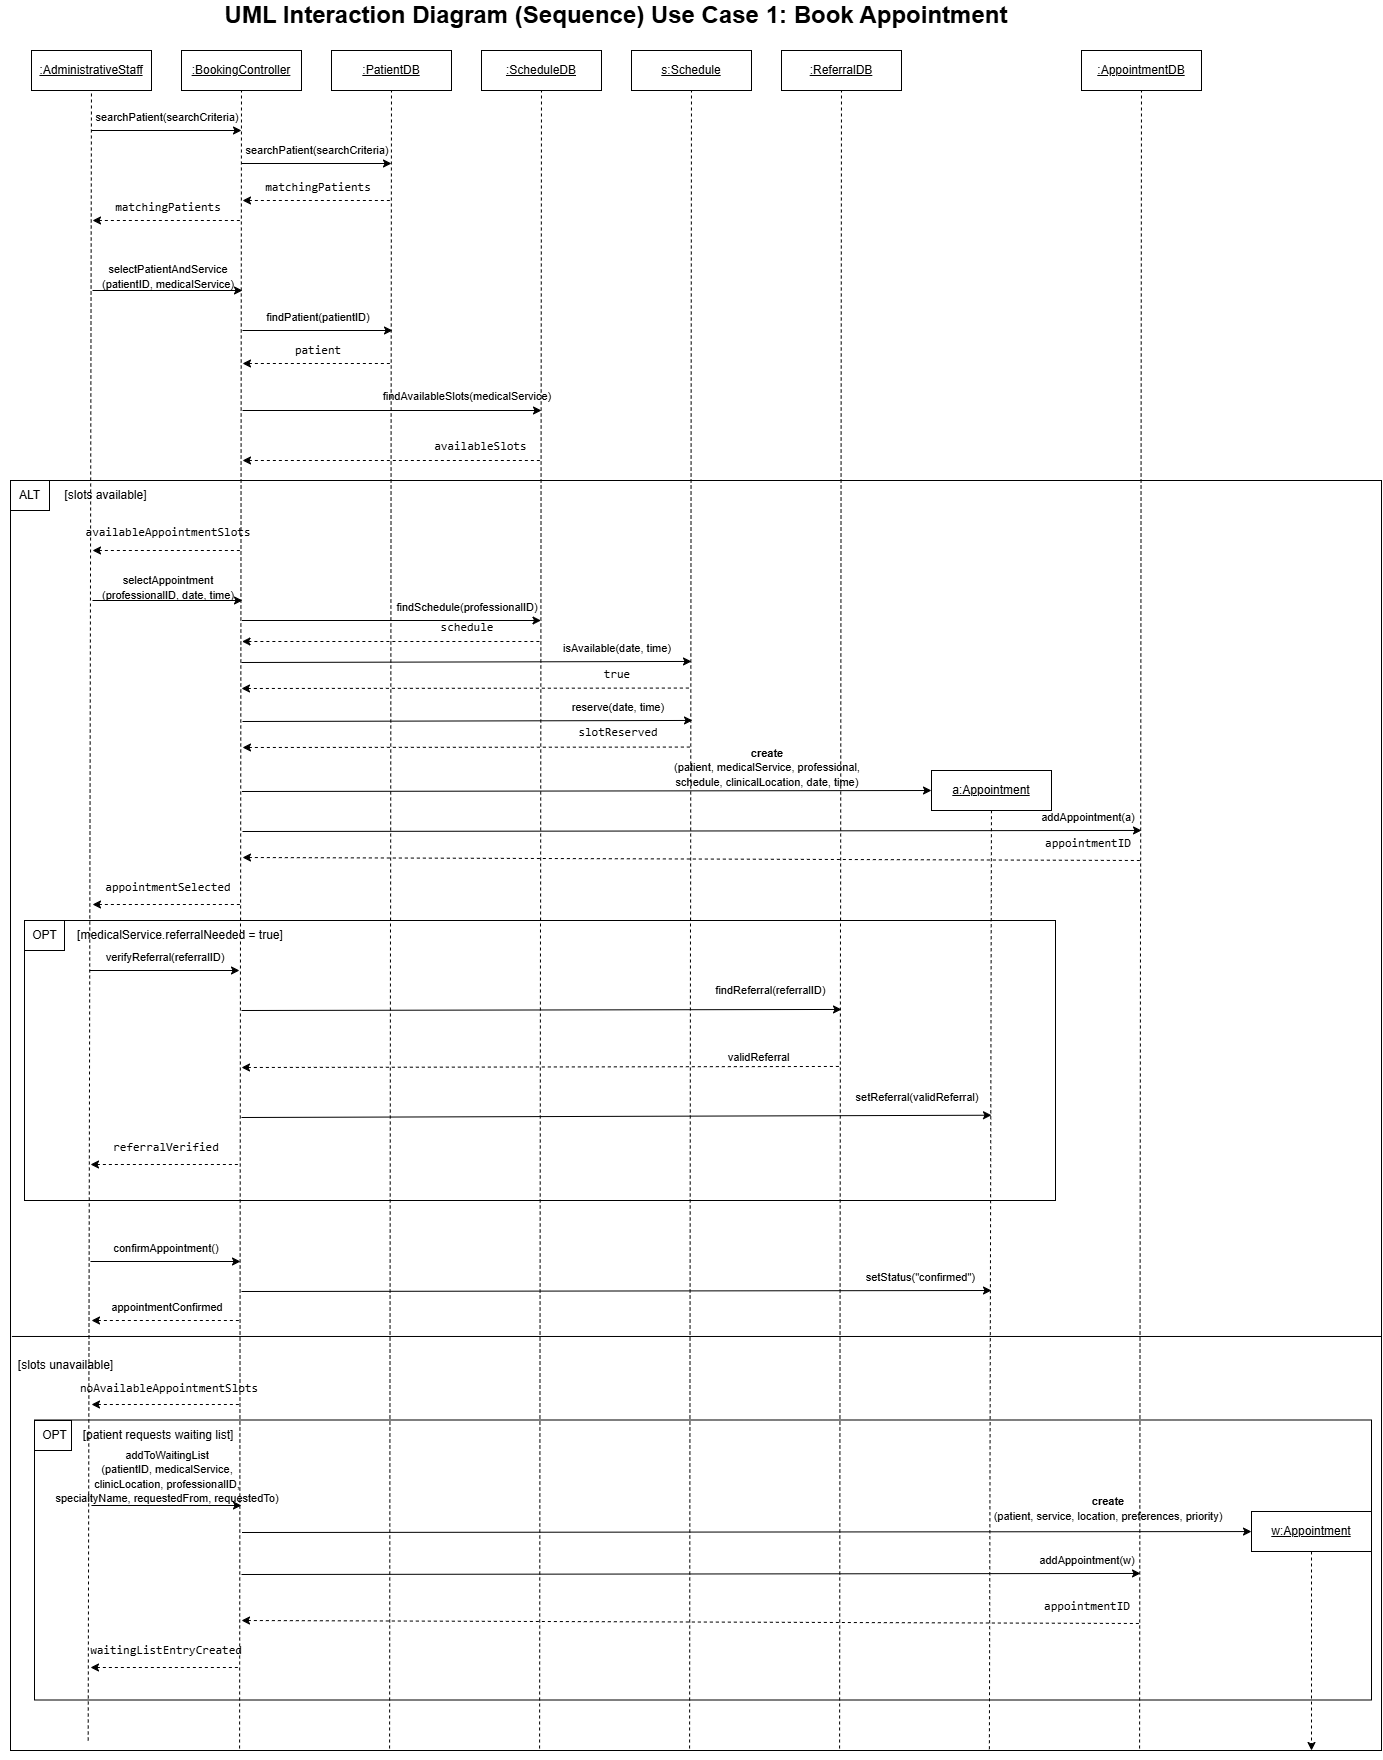 UML Interaction Diagram (Sequence) Use Case 1: Book Appointment
:AdministrativeStaff
:BookingController
:PatientDB
:ScheduleDB
s:Schedule
:ReferralDB
:AppointmentDB
searchPatient(searchCriteria)
searchPatient(searchCriteria)
matchingPatients
matchingPatients
selectPatientAndService
(patientID, medicalService)
findPatient(patientID)
patient
findAvailableSlots(medicalService)
availableSlots
ALT
[slots available]
availableAppointmentSlots
selectAppointment
(professionalID, date, time)
findSchedule(professionalID)
schedule
isAvailable(date, time)
true
reserve(date, time)
slotReserved
create
(patient, medicalService, professional,
schedule, clinicalLocation, date, time)
a:Appointment
addAppointment(a)
appointmentID
appointmentSelected
OPT
[medicalService.referralNeeded = true]
verifyReferral(referralID)
findReferral(referralID)
validReferral
setReferral(validReferral)
referralVerified
confirmAppointment()
setStatus("confirmed")
appointmentConfirmed
[slots unavailable]
noAvailableAppointmentSlots
OPT
[patient requests waiting list]
addToWaitingList
(patientID, medicalService,
clinicLocation, professionalID,
specialtyName, requestedFrom, requestedTo)
create
(patient, service, location, preferences, priority)
w:Appointment
addAppointment(w)
appointmentID
waitingListEntryCreated